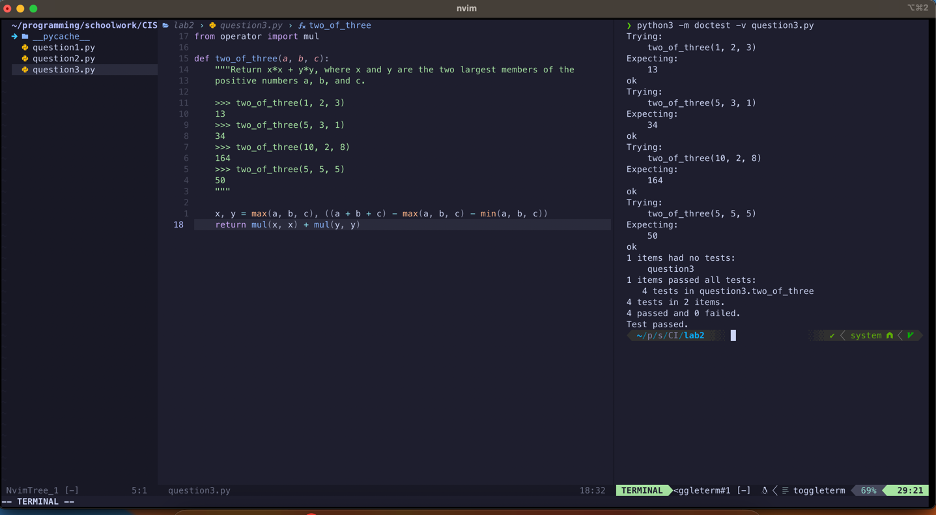 nvim
⌥⌘2
~/programming/schoolwork/CIS
__pycache__
question1.py
question2.py
question3.py
lab2 › question3.py › two_of_three
17 from operator import mul
16
15 def two_of_three(a, b, c):
14 """Return x*x + y*y, where x and y are the two largest members of the
13 positive numbers a, b, and c.
12
11 >>> two_of_three(1, 2, 3)
10 13
9 >>> two_of_three(5, 3, 1)
8 34
7 >>> two_of_three(10, 2, 8)
6 164
5 >>> two_of_three(5, 5, 5)
4 50
3 """
2
1 x, y = max(a, b, c), ((a + b + c) - max(a, b, c) - min(a, b, c))
18 return mul(x, x) + mul(y, y)
❯ python3 -m doctest -v question3.py
Trying:
two_of_three(1, 2, 3)
Expecting:
13
ok
Trying:
two_of_three(5, 3, 1)
Expecting:
34
ok
Trying:
two_of_three(10, 2, 8)
Expecting:
164
ok
Trying:
two_of_three(5, 5, 5)
Expecting:
50
ok
1 items had no tests:
question3
1 items passed all tests:
4 tests in question3.two_of_three
4 tests in 2 items.
4 passed and 0 failed.
Test passed.
~/p/s/CI/lab2 ✔ system
NvimTree_1 [-] 5:1 question3.py 18:32 TERMINAL <ggleterm#1 [-] toggleterm 69% 29:21
-- TERMINAL --